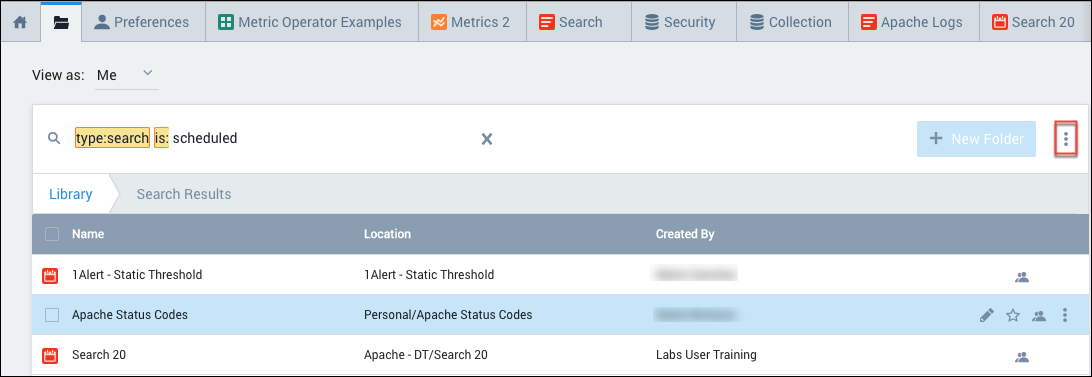 Preferences Metric Operator Examples Metrics 2 Search Security Collection Apache Logs Search 20
View as: Me
type:search is: scheduled
+ New Folder
Library Search Results
Name Location Created By
1Alert - Static Threshold 1Alert - Static Threshold
Apache Status Codes Personal/Apache Status Codes
Search 20 Apache - DT/Search 20 Labs User Training